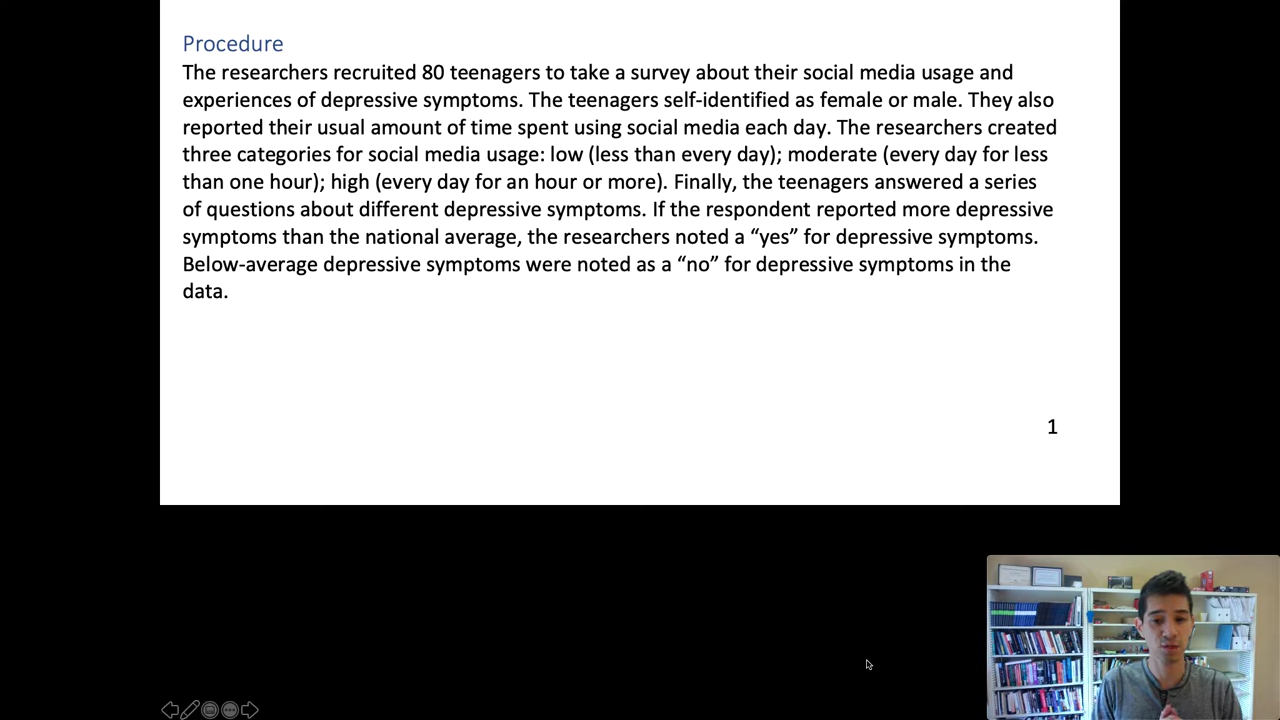 Procedure
The researchers recruited 80 teenagers to take a survey about their social media usage and
experiences of depressive symptoms. The teenagers self-identified as female or male. They also
reported their usual amount of time spent using social media each day. The researchers created
three categories for social media usage: low (less than every day); moderate (every day for less
than one hour); high (every day for an hour or more). Finally, the teenagers answered a series
of questions about different depressive symptoms. If the respondent reported more depressive
symptoms than the national average, the researchers noted a “yes” for depressive symptoms.
Below-average depressive symptoms were noted as a “no” for depressive symptoms in the
data.
1